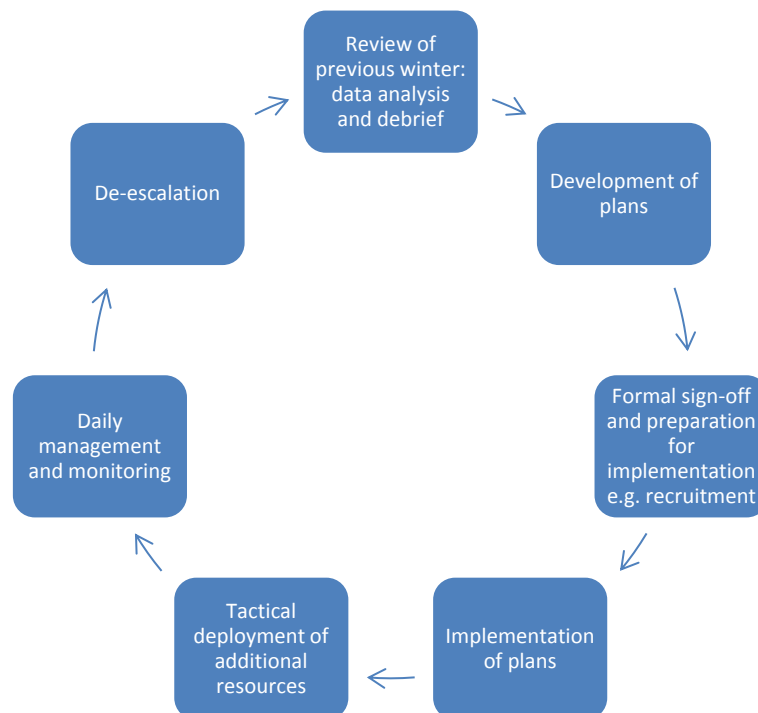 Review of
previous winter:
data analysis
and debrief
Development of
plans
Formal sign-off
and preparation
for
implementation
e.g. recruitment
Implementation
of plans
Tactical
deployment of
additional
resources
Daily
management
and monitoring
De-escalation